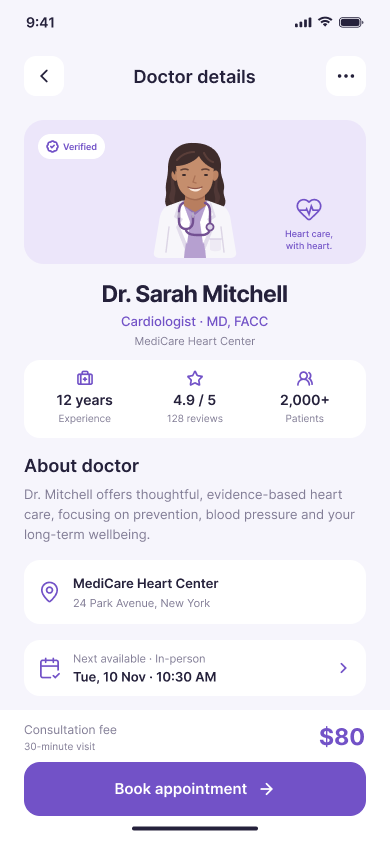 9:41
Doctor details
Verified
Heart care,
with heart.
Dr. Sarah Mitchell
Cardiologist · MD, FACC
MediCare Heart Center
12 years
Experience
4.9 / 5
128 reviews
2,000+
Patients
About doctor
Dr. Mitchell offers thoughtful, evidence-based heart
care, focusing on prevention, blood pressure and your
long-term wellbeing.
MediCare Heart Center
24 Park Avenue, New York
Next available · In-person
Tue, 10 Nov · 10:30 AM
Consultation fee
30-minute visit
$80
Book appointment